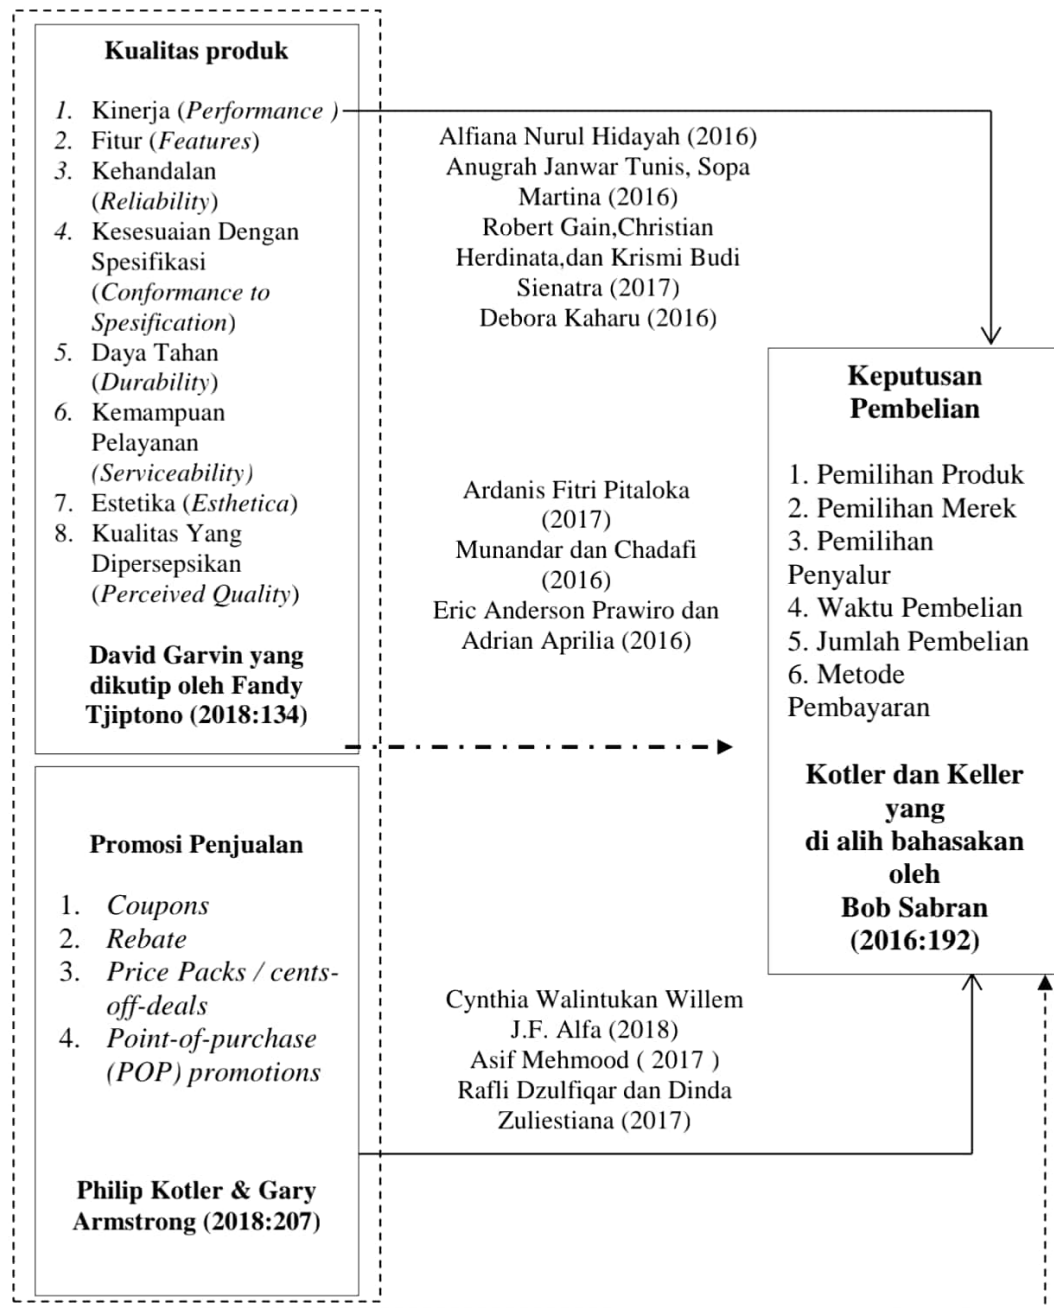 Kualitas produk
1. Kinerja (Performance )
2. Fitur (Features)
3. Kehandalan
(Reliability)
4. Kesesuaian Dengan
Spesifikasi
(Conformance to
Spesification)
5. Daya Tahan
(Durability)
6. Kemampuan
Pelayanan
(Serviceability)
7. Estetika (Esthetica)
8. Kualitas Yang
Dipersepsikan
(Perceived Quality)
David Garvin yang
dikutip oleh Fandy
Tjiptono (2018:134)
Promosi Penjualan
1. Coupons
2. Rebate
3. Price Packs / cents-
off-deals
4. Point-of-purchase
(POP) promotions
Philip Kotler & Gary
Armstrong (2018:207)
Alfiana Nurul Hidayah (2016)
Anugrah Janwar Tunis, Sopa
Martina (2016)
Robert Gain,Christian
Herdinata,dan Krismi Budi
Sienatra (2017)
Debora Kaharu (2016)
Ardanis Fitri Pitaloka
(2017)
Munandar dan Chadafi
(2016)
Eric Anderson Prawiro dan
Adrian Aprilia (2016)
Cynthia Walintukan Willem
J.F. Alfa (2018)
Asif Mehmood ( 2017 )
Rafli Dzulfiqar dan Dinda
Zuliestiana (2017)
Keputusan
Pembelian
1. Pemilihan Produk
2. Pemilihan Merek
3. Pemilihan
Penyalur
4. Waktu Pembelian
5. Jumlah Pembelian
6. Metode
Pembayaran
Kotler dan Keller
yang
di alih bahasakan
oleh
Bob Sabran
(2016:192)